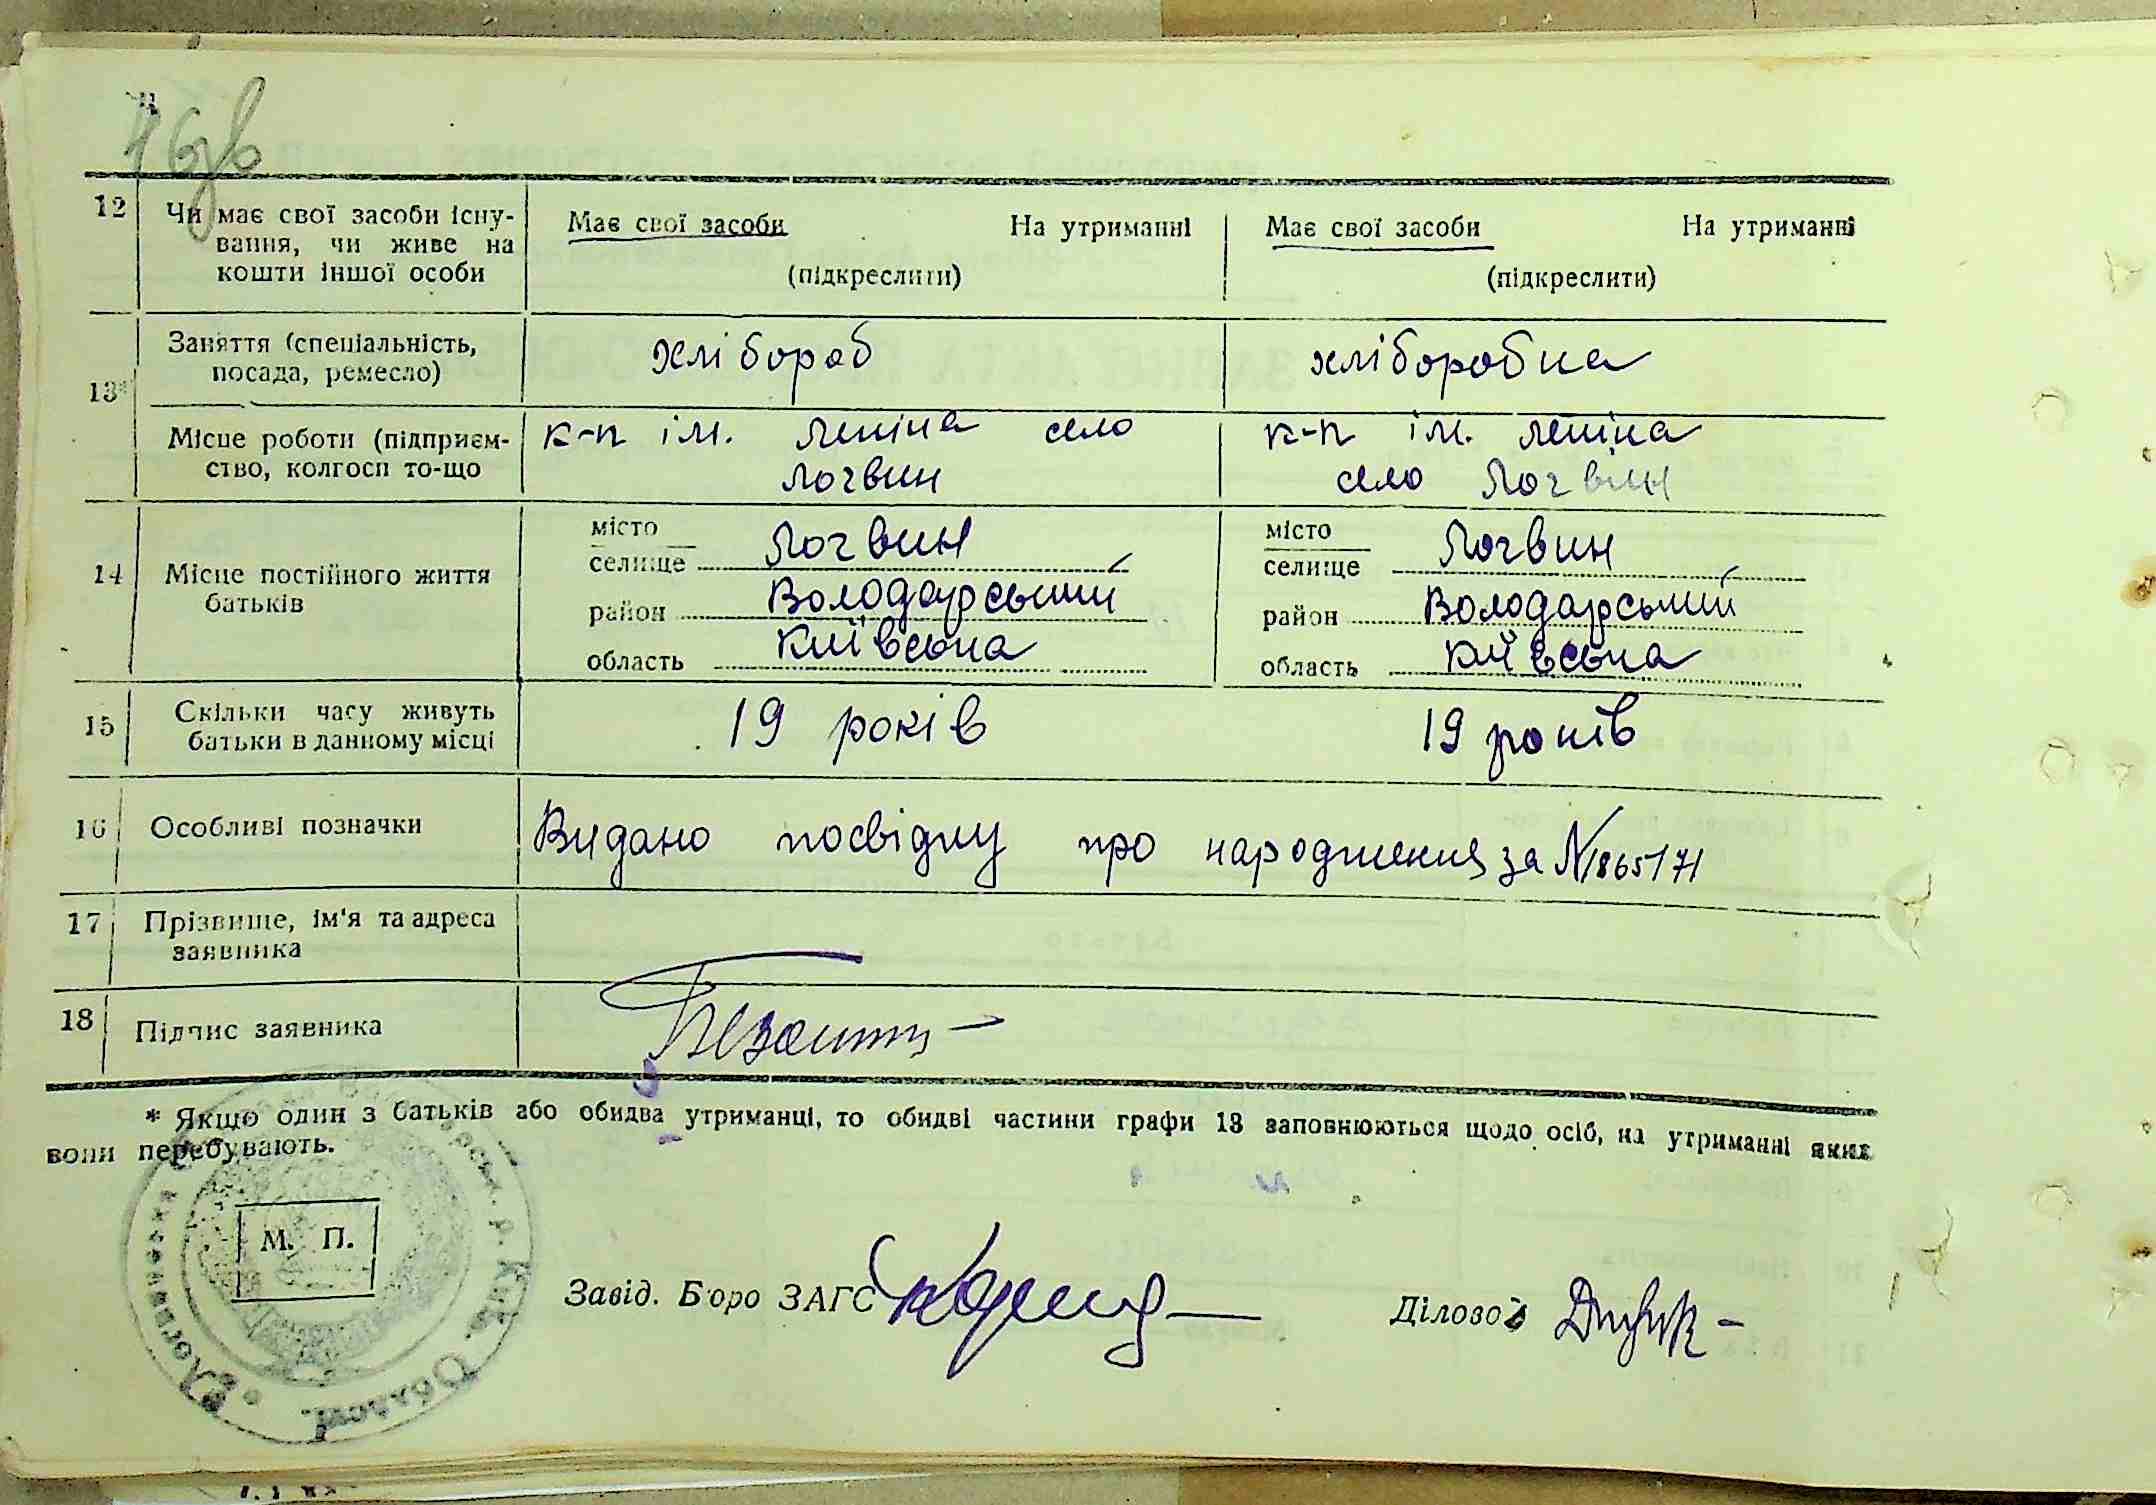 12 Чи має свої засоби існу-
вання, чи живе на
кошти іншої особи
Має свої засоби На утриманні
(підкреслити)
Має свої засоби На утриманні
(підкреслити)
13* Заняття (спеціальність,
посада, ремесло)
хлібороб
хліборобка
Місце роботи (підприєм-
ство, колгосп то-що
к-п ім. Леніна село
Логвин
к-п ім. Леніна
село Логвин
14 Місце постійного життя
батьків
місто
селище Логвин
район Володарський
область Київська
місто
селище Логвин
район Володарський
область Київська
15 Скільки часу живуть
батьки в данному місці
19 років
19 років
16 Особливі позначки
Видано посвідку про народження за №865171
17 Прізвище, ім'я та адреса
заявника
18 Підпис заявника
* Якщо один з батьків або обидва утриманці, то обидві частини графи 13 заповнюються щодо осіб, на утриманні яких
вони перебувають.
М. П.
Завід. Бюро ЗАГС
Діловод